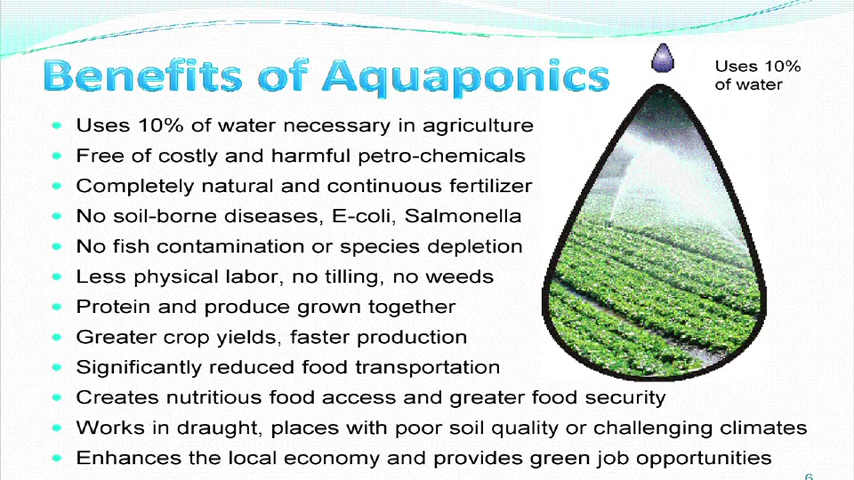 Benefits of Aquaponics
Uses 10%
of water
Uses 10% of water necessary in agriculture
Free of costly and harmful petro-chemicals
Completely natural and continuous fertilizer
No soil-borne diseases, E-coli, Salmonella
No fish contamination or species depletion
Less physical labor, no tilling, no weeds
Protein and produce grown together
Greater crop yields, faster production
Significantly reduced food transportation
Creates nutritious food access and greater food security
Works in draught, places with poor soil quality or challenging climates
Enhances the local economy and provides green job opportunities
6